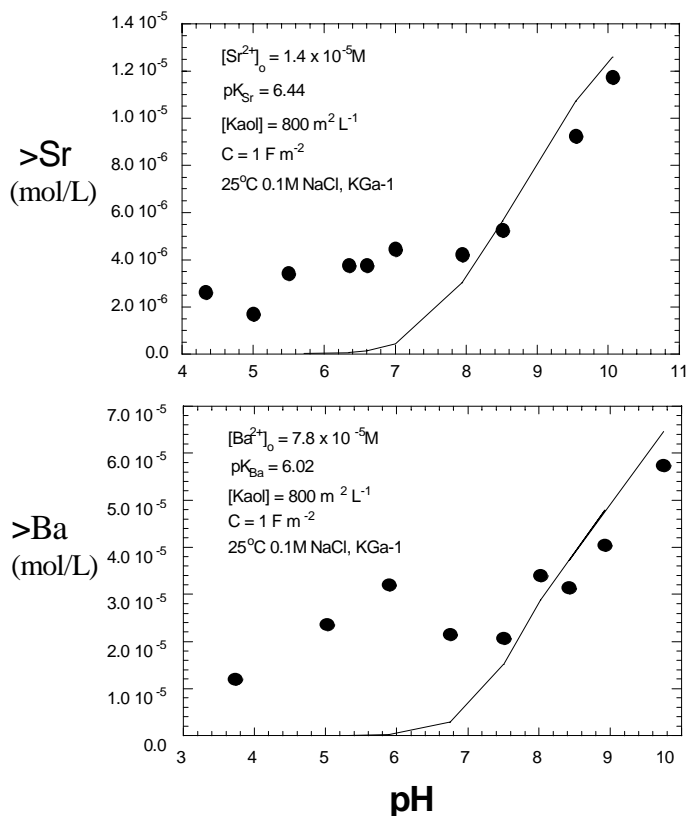 1.4 10⁻⁵
1.2 10⁻⁵
1.0 10⁻⁵
8.0 10⁻⁶
6.0 10⁻⁶
4.0 10⁻⁶
2.0 10⁻⁶
0.0
>Sr
(mol/L)
[Sr²⁺]ₒ = 1.4 x 10⁻⁵M
pK_Sr = 6.44
[Kaol] = 800 m² L⁻¹
C = 1 F m⁻²
25°C 0.1M NaCl, KGa-1
4 5 6 7 8 9 10 11
7.0 10⁻⁵
6.0 10⁻⁵
5.0 10⁻⁵
4.0 10⁻⁵
3.0 10⁻⁵
2.0 10⁻⁵
1.0 10⁻⁵
0.0
>Ba
(mol/L)
[Ba²⁺]ₒ = 7.8 x 10⁻⁵M
pK_Ba = 6.02
[Kaol] = 800 m² L⁻¹
C = 1 F m⁻²
25°C 0.1M NaCl, KGa-1
3 4 5 6 7 8 9 10
pH